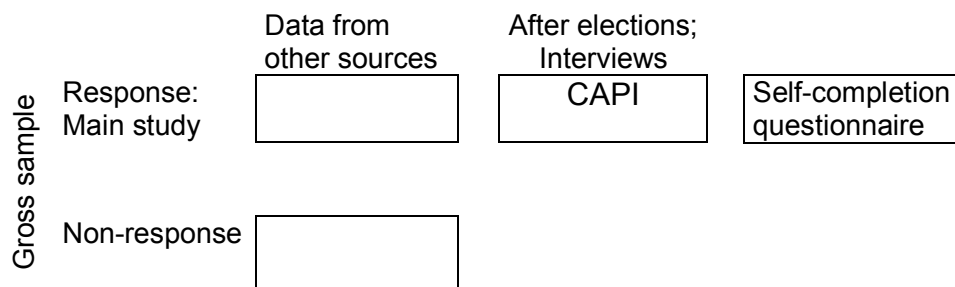 Data from
other sources
After elections;
Interviews
Gross sample
Response:
Main study
CAPI
Self-completion
questionnaire
Non-response